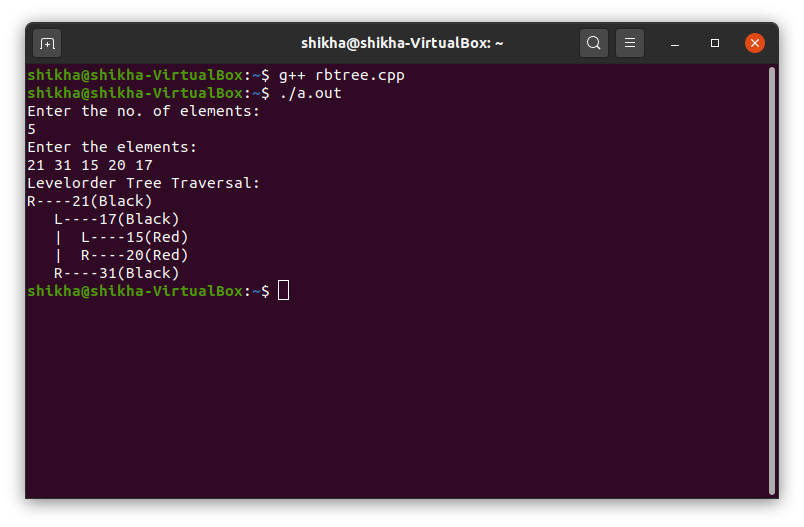 shikha@shikha-VirtualBox: ~
shikha@shikha-VirtualBox:~$ g++ rbtree.cpp
shikha@shikha-VirtualBox:~$ ./a.out
Enter the no. of elements:
5
Enter the elements:
21 31 15 20 17
Levelorder Tree Traversal:
R----21(Black)
   L----17(Black)
   |  L----15(Red)
   |  R----20(Red)
   R----31(Black)
shikha@shikha-VirtualBox:~$